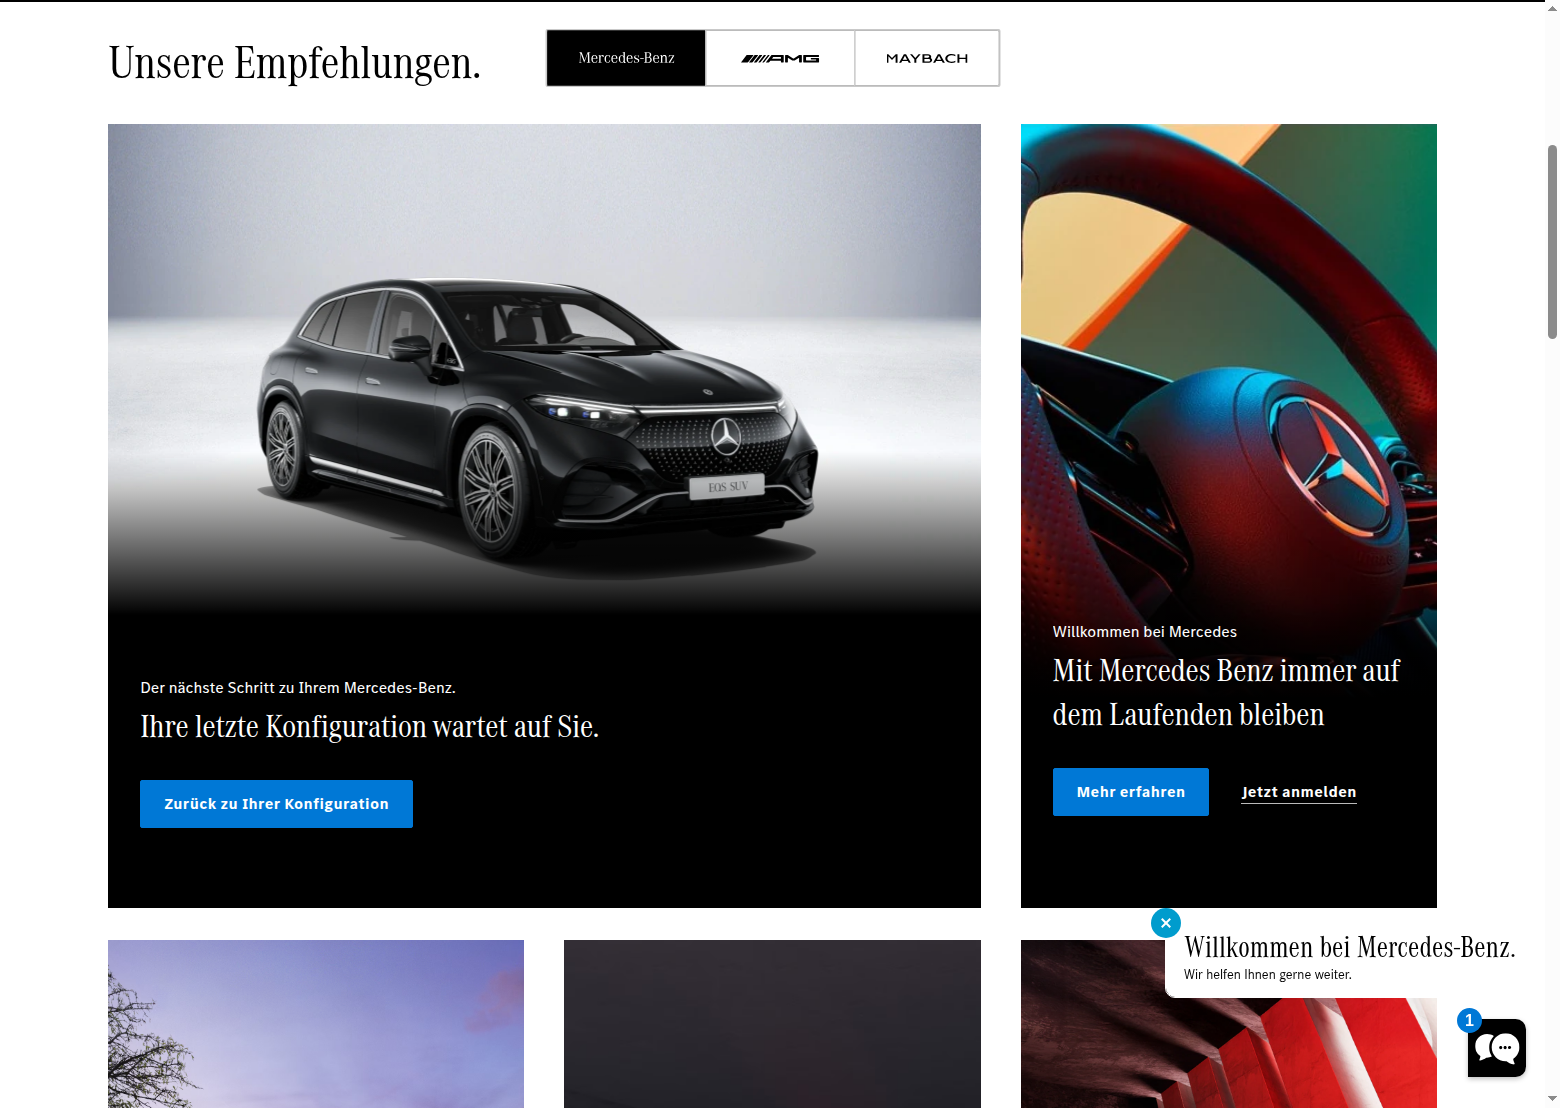 Unsere Empfehlungen.
Mercedes-Benz
AMG
MAYBACH
EQS SUV
Der nächste Schritt zu Ihrem Mercedes-Benz.
Ihre letzte Konfiguration wartet auf Sie.
Zurück zu Ihrer Konfiguration
Willkommen bei Mercedes
Mit Mercedes Benz immer auf
dem Laufenden bleiben
Mehr erfahren
Jetzt anmelden
Willkommen bei Mercedes-Benz.
Wir helfen Ihnen gerne weiter.
1